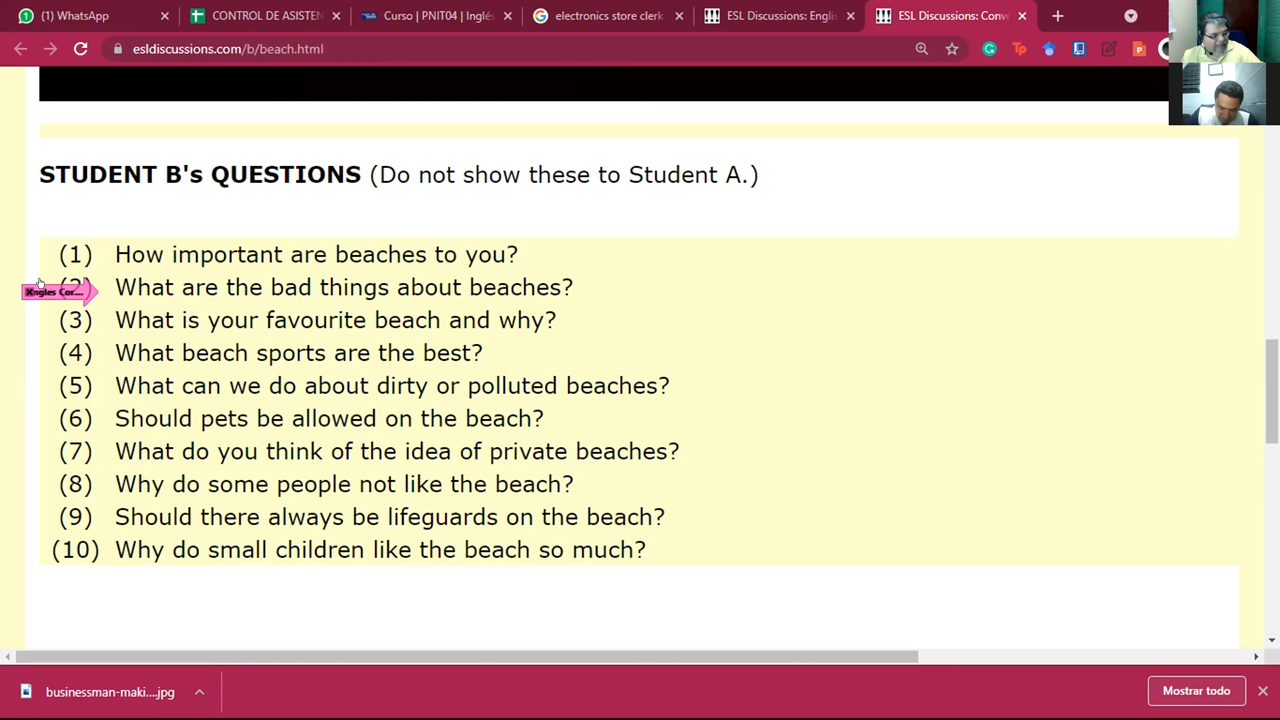 (1) WhatsApp
CONTROL DE ASISTEN
Curso | PNIT04 | Inglé
electronics store clerk
ESL Discussions: Engli
ESL Discussions: Conv
esldiscussions.com/b/beach.html
STUDENT B's QUESTIONS (Do not show these to Student A.)
(1) How important are beaches to you?
What are the bad things about beaches?
(3) What is your favourite beach and why?
(4) What beach sports are the best?
(5) What can we do about dirty or polluted beaches?
(6) Should pets be allowed on the beach?
(7) What do you think of the idea of private beaches?
(8) Why do some people not like the beach?
(9) Should there always be lifeguards on the beach?
(10) Why do small children like the beach so much?
businessman-maki....jpg
Mostrar todo